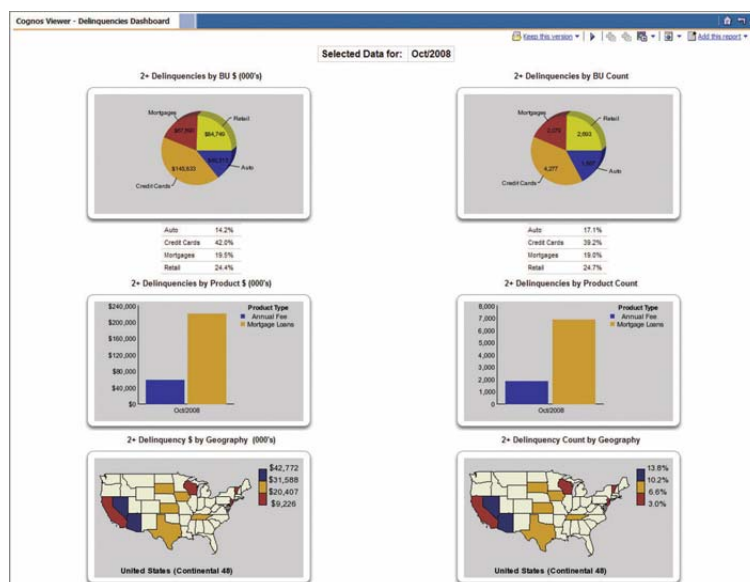 Cognos Viewer - Delinquencies Dashboard
Keep this version
Add this report
Selected Data for: Oct/2008
2+ Delinquencies by BU $ (000's)
Mortgages
Retail
$84,749
Auto
Credit Cards
Auto 14.2%
Credit Cards 42.0%
Mortgages 19.5%
Retail 24.4%
2+ Delinquencies by BU Count
Mortgages
Retail
2,693
Auto
4,277
Credit Cards
Auto 17.1%
Credit Cards 39.2%
Mortgages 19.0%
Retail 24.7%
2+ Delinquencies by Product $ (000's)
$240,000
$200,000
$160,000
$120,000
$80,000
$40,000
$0
Oct/2008
Product Type
Annual Fee
Mortgage Loans
2+ Delinquencies by Product Count
8,000
7,000
6,000
5,000
4,000
3,000
2,000
1,000
0
Oct/2008
Product Type
Annual Fee
Mortgage Loans
2+ Delinquency $ by Geography (000's)
$42,772
$31,588
$20,407
$9,226
United States (Continental 48)
2+ Delinquency Count by Geography
13.8%
10.2%
6.6%
3.0%
United States (Continental 48)